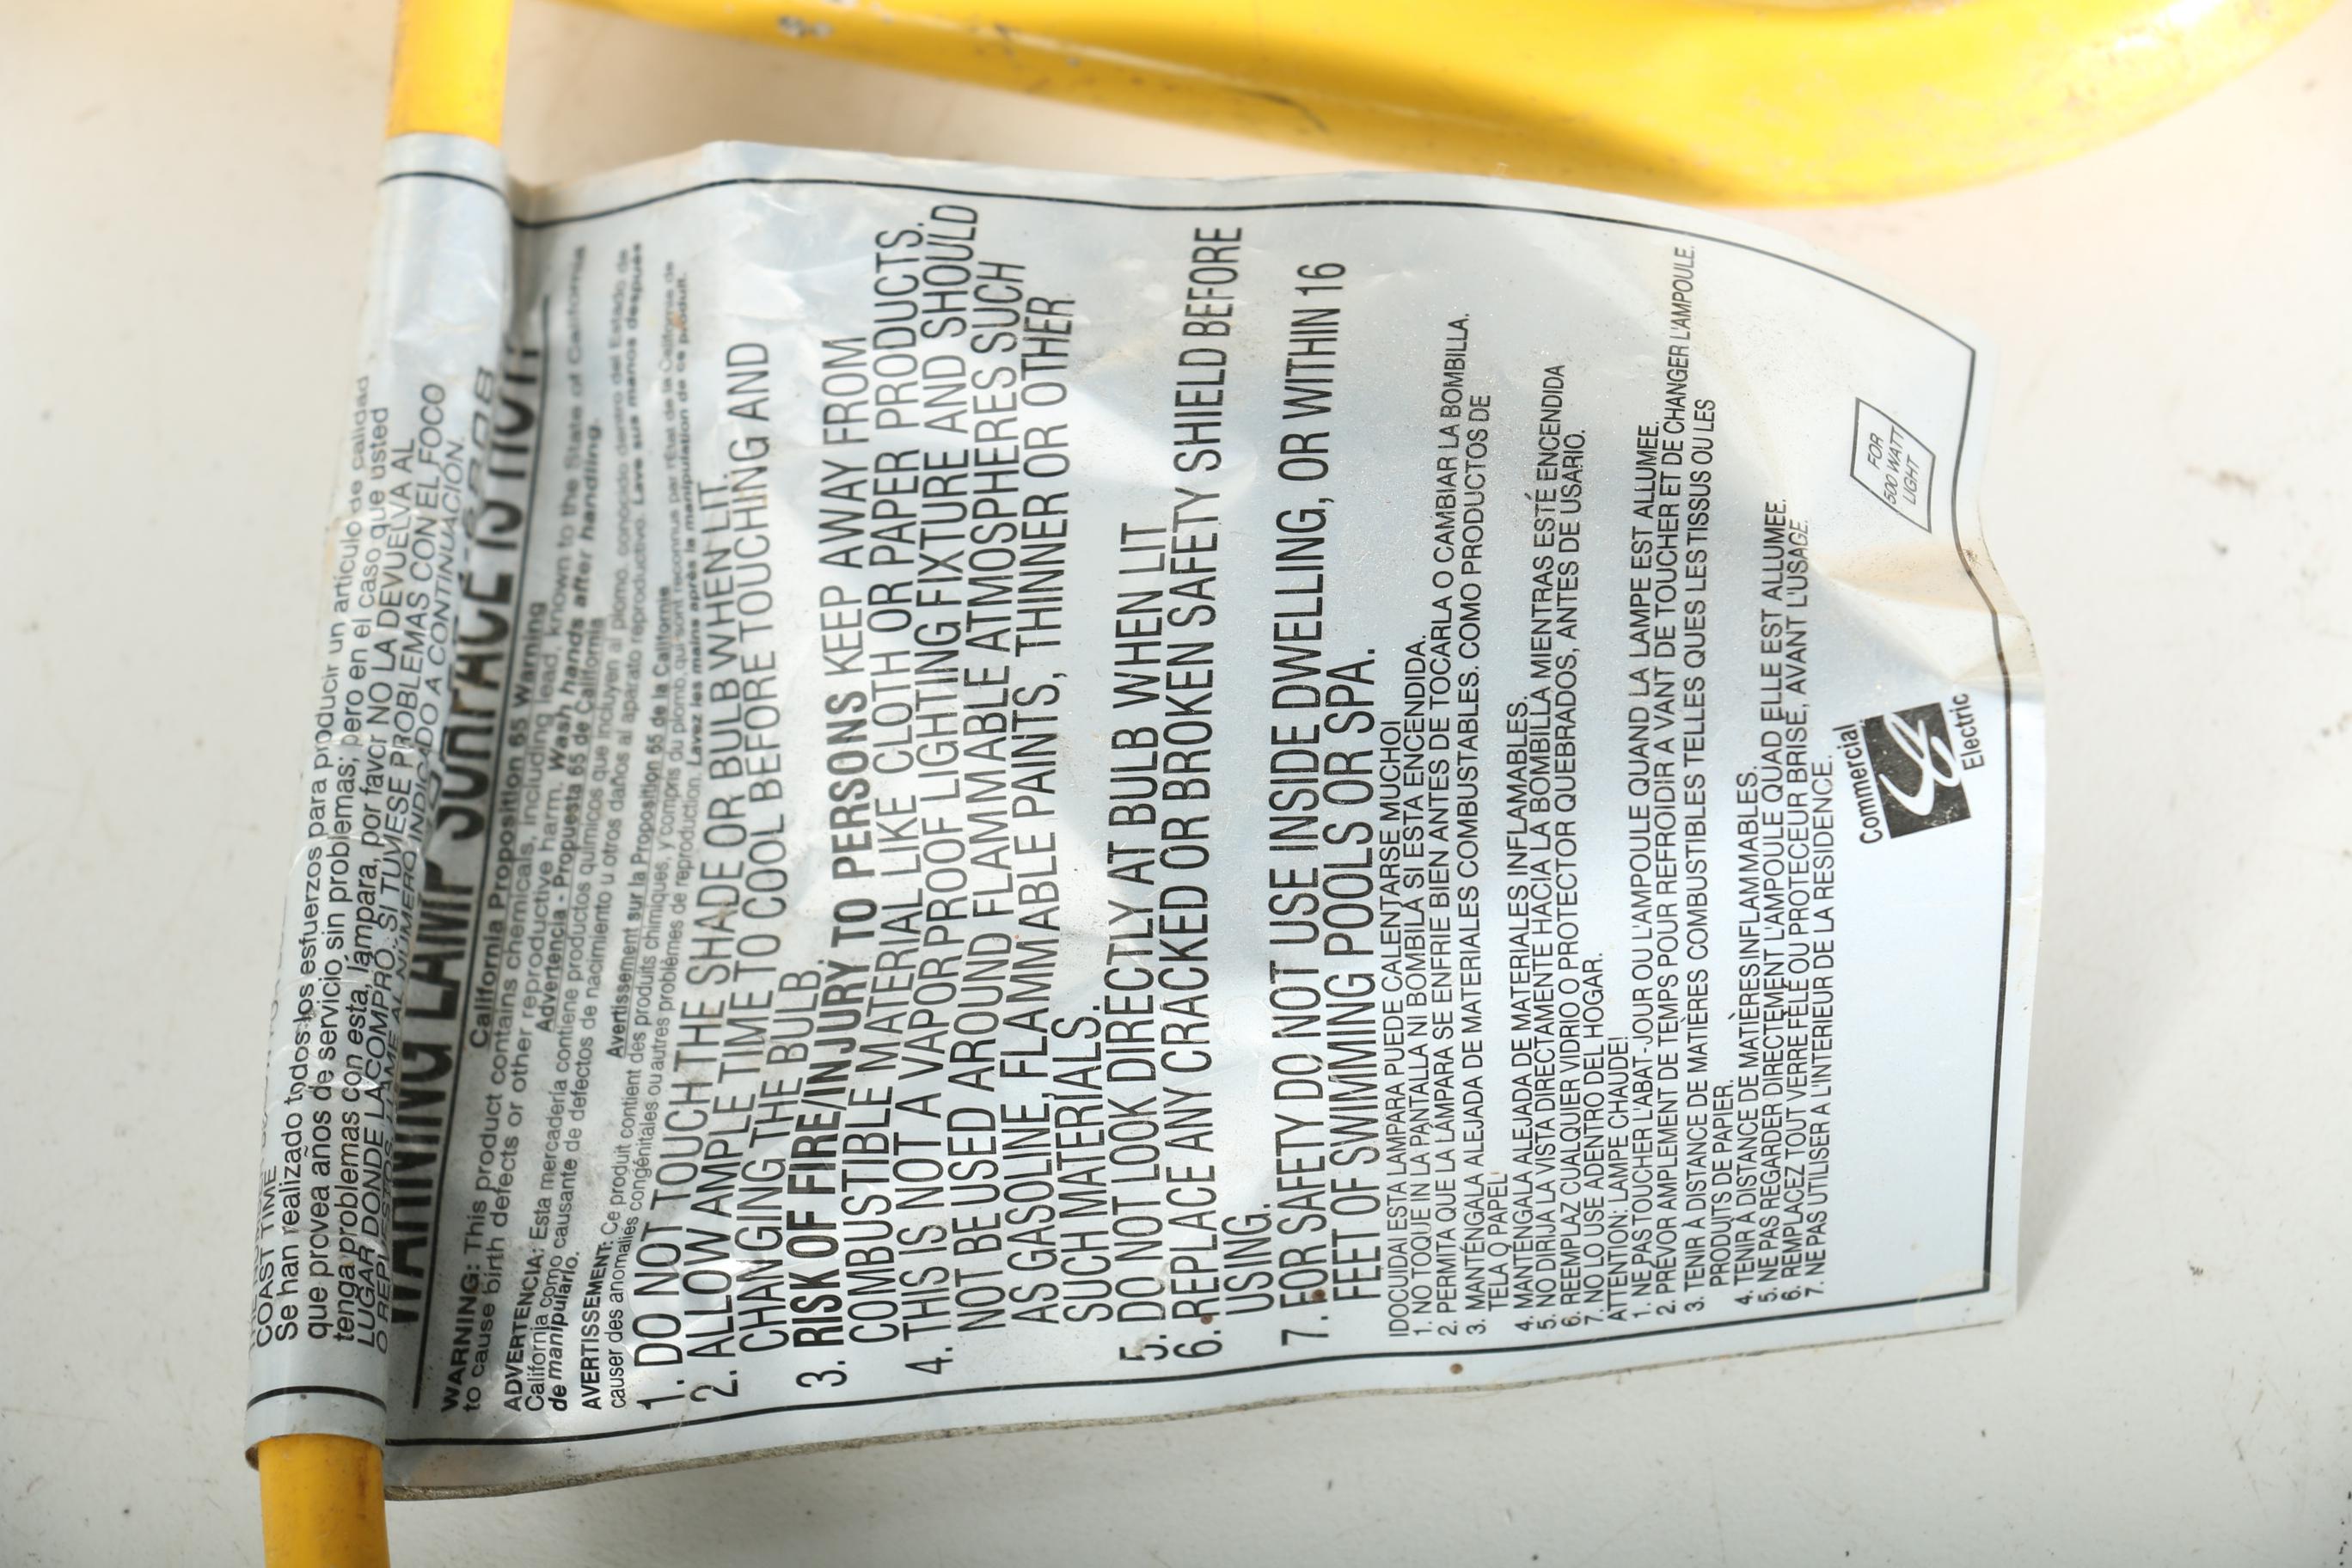 COAST TIME
Se han realizado todos los esfuerzos para producir un artículo de calidad
que provea años de servicio sin problemas; pero en el caso que usted
tenga problemas con esta, lámpara, por favor NO LA DEVUELVA AL
LUGAR DONDE LA COMPRO. SI TUVIESE PROBLEMAS CON EL FOCO
LLAME AL NUMERO INDICADO A CONTINUACION.
WARNING LAMP SURFACE IS HOT!
California Proposition 65 Warning
WARNING: This product contains chemicals, including lead, known to the State of California
to cause birth defects or other reproductive harm. Wash hands after handling.
Advertencia - Propuesta 65 de California
ADVERTENCIA: Esta mercadería contiene productos químicos que incluyen al plomo, conocido dentro del Estado de
California como causante de defectos de nacimiento u otros daños al aparato reproductivo. Lave sus manos después
de manipularlo.
Avertissement sur la Proposition 65 de la Californie
AVERTISSEMENT: Ce produit contient des produits chimiques, y compris du plomb, qui sont reconnus par l'Etat de la Californie de
causer des anomalies congénitales ou autres problèmes de reproduction. Lavez les mains après la manipulation de ce produit.
1. DO NOT TOUCH THE SHADE OR BULB WHEN LIT.
2. ALLOW AMPLE TIME TO COOL BEFORE TOUCHING AND
CHANGING THE BULB.
3. RISK OF FIRE/INJURY TO PERSONS KEEP AWAY FROM
COMBUSTIBLE MATERIAL LIKE CLOTH OR PAPER PRODUCTS.
4. THIS IS NOT A VAPOR PROOF LIGHTING FIXTURE AND SHOULD
NOT BE USED AROUND FLAMMABLE ATMOSPHERES SUCH
AS GASOLINE, FLAMMABLE PAINTS, THINNER OR OTHER
SUCH MATERIALS.
5. DO NOT LOOK DIRECTLY AT BULB WHEN LIT
6. REPLACE ANY CRACKED OR BROKEN SAFETY SHIELD BEFORE
USING.
7. FOR SAFETY DO NOT USE INSIDE DWELLING, OR WITHIN 16
FEET OF SWIMMING POOLS OR SPA.
IDOCUIDAI ESTA LAMPARA PUEDE CALENTARSE MUCHOI
1. NO TOQUE IN LA PANTALLA NI BOMBILA SI ESTA ENCENDIDA.
2. PERMITA QUE LA LAMPARA SE ENFRIE BIEN ANTES DE TOCARLA O CAMBIAR LA BOMBILLA.
3. MANTÉNGALA ALEJADA DE MATERIALES COMBUSTABLES. COMO PRODUCTOS DE
TELA O PAPEL
4. MANTENGALA ALEJADA DE MATERIALES INFLAMABLES.
5. NO DIRIJA LA VISTA DIRECTAMENTE HACIA LA BOMBILLA MIENTRAS ESTÉ ENCENDIDA
6. REEMPLAZ CUALQUIER VIDRIO O PROTECTOR QUEBRADOS, ANTES DE USARIO.
7. NO LO USE ADENTRO DEL HOGAR.
ATTENTION: LAMPE CHAUDE!
1. NE PAS TOUCHER L'ABAT -JOUR OU L'AMPOULE QUAND LA LAMPE EST ALLUMEE.
2. PREVOR AMPLEMENT DE TEMPS POUR REFROIDIR A VANT DE TOUCHER ET DE CHANGER L'AMPOULE.
3. TENIR À DISTANCE DE MATIÈRES COMBUSTIBLES TELLES QUES LES TISSUS OU LES
PRODUITS DE PAPIER.
4. TENIR A DISTANCE DE MATIÈRES INFLAMMABLES.
5. NE PAS REGARDER DIRECTEMENT L'AMPOULE QUAD ELLE EST ALLUMEE.
6. REMPLACEZ TOUT VERRE FÊLÉ OU PROTECEUR BRISE, AVANT L'USAGE.
7. NE PAS UTILISER A L'INTERIEUR DE LA RESIDENCE.
Commercial
CE
Electric
FOR
500 WATT
LIGHT